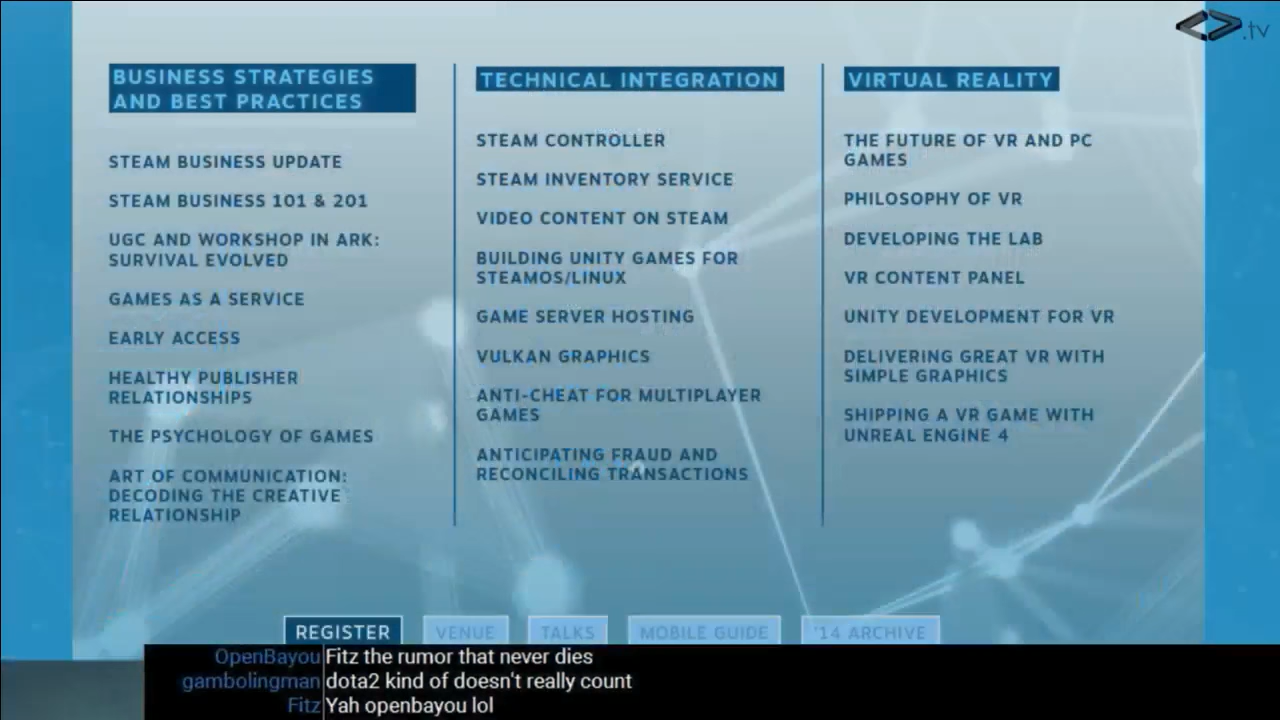 <>.tv
BUSINESS STRATEGIES
AND BEST PRACTICES
STEAM BUSINESS UPDATE
STEAM BUSINESS 101 & 201
UGC AND WORKSHOP IN ARK:
SURVIVAL EVOLVED
GAMES AS A SERVICE
EARLY ACCESS
HEALTHY PUBLISHER
RELATIONSHIPS
THE PSYCHOLOGY OF GAMES
ART OF COMMUNICATION:
DECODING THE CREATIVE
RELATIONSHIP
TECHNICAL INTEGRATION
STEAM CONTROLLER
STEAM INVENTORY SERVICE
VIDEO CONTENT ON STEAM
BUILDING UNITY GAMES FOR
STEAMOS/LINUX
GAME SERVER HOSTING
VULKAN GRAPHICS
ANTI-CHEAT FOR MULTIPLAYER
GAMES
ANTICIPATING FRAUD AND
RECONCILING TRANSACTIONS
VIRTUAL REALITY
THE FUTURE OF VR AND PC
GAMES
PHILOSOPHY OF VR
DEVELOPING THE LAB
VR CONTENT PANEL
UNITY DEVELOPMENT FOR VR
DELIVERING GREAT VR WITH
SIMPLE GRAPHICS
SHIPPING A VR GAME WITH
UNREAL ENGINE 4
REGISTER VENUE TALKS MOBILE GUIDE '14 ARCHIVE
OpenBayou Fitz the rumor that never dies
gambolingman dota2 kind of doesn't really count
Fitz Yah openbayou lol